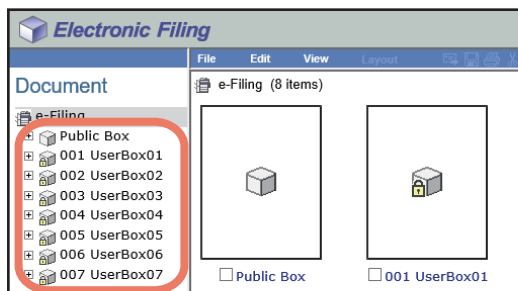 Electronic Filing
File Edit View Layout
Document
e-Filing (8 items)
e-Filing
Public Box
001 UserBox01
002 UserBox02
003 UserBox03
004 UserBox04
005 UserBox05
006 UserBox06
007 UserBox07
Public Box
001 UserBox01